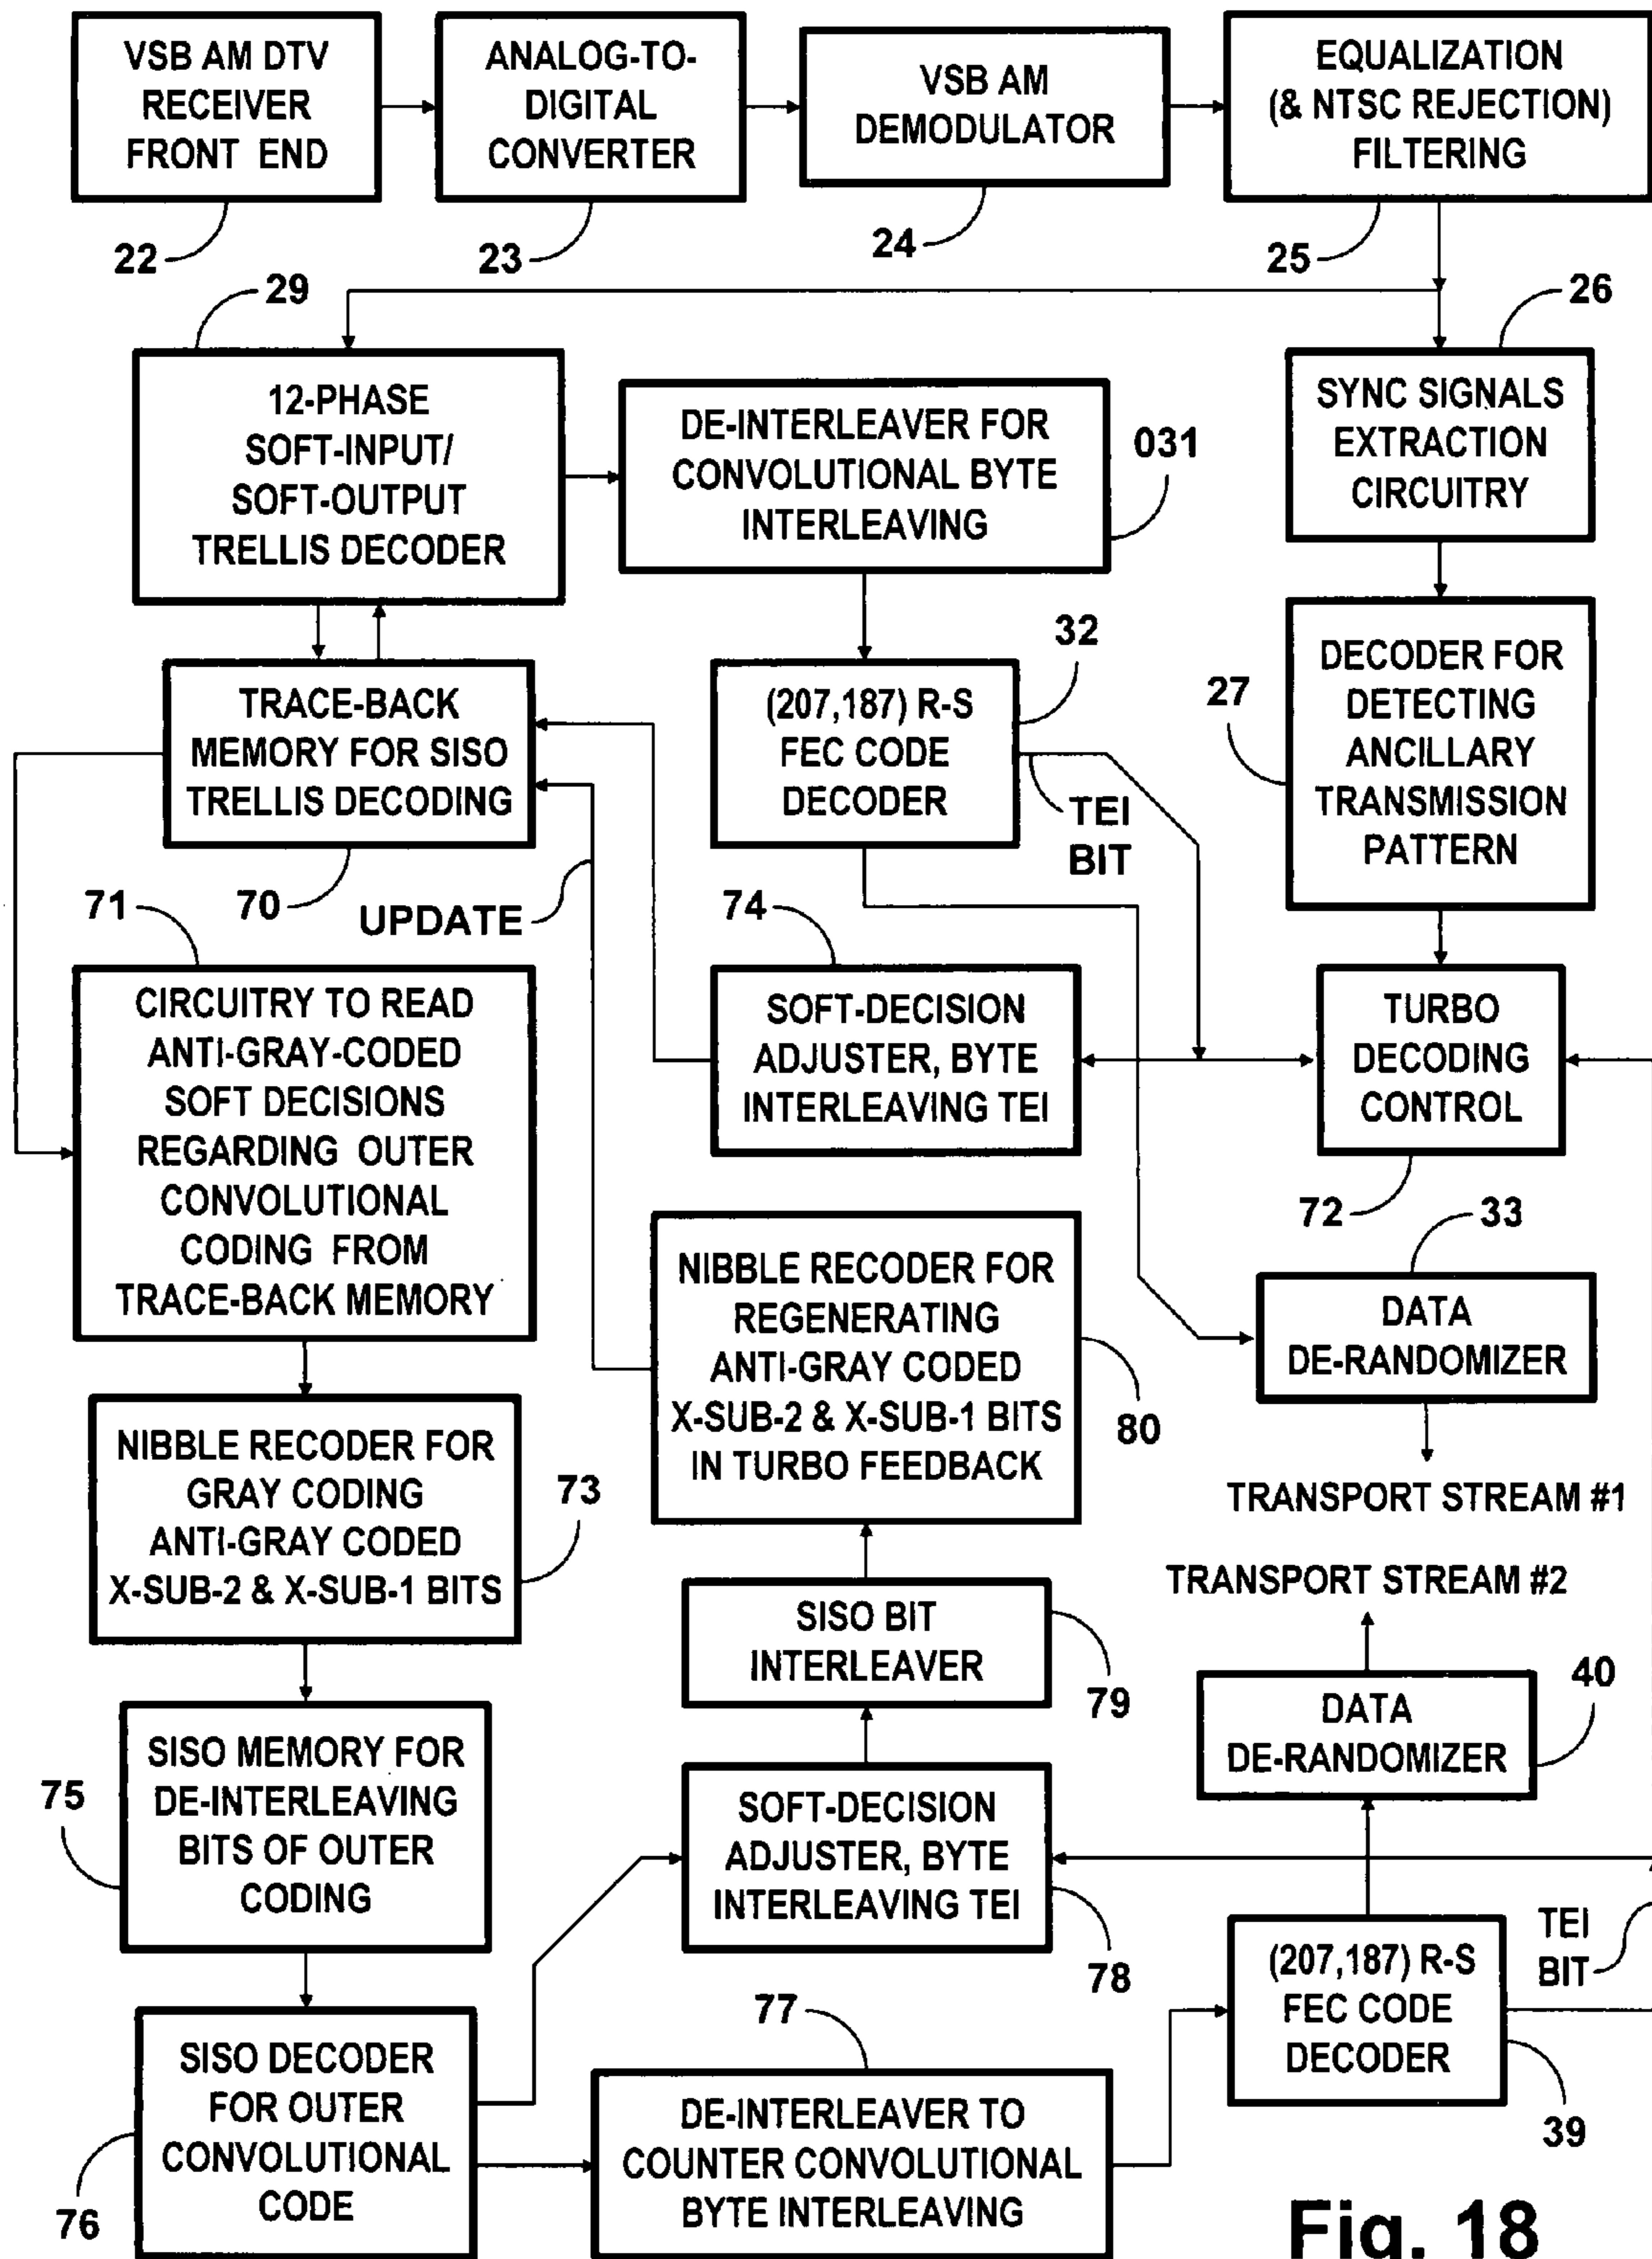 VSB AM DTV
RECEIVER
FRONT END
22
ANALOG-TO-
DIGITAL
CONVERTER
23
VSB AM
DEMODULATOR
24
EQUALIZATION
(& NTSC REJECTION)
FILTERING
25
29
12-PHASE
SOFT-INPUT/
SOFT-OUTPUT
TRELLIS DECODER
DE-INTERLEAVER FOR
CONVOLUTIONAL BYTE
INTERLEAVING
031
26
SYNC SIGNALS
EXTRACTION
CIRCUITRY
TRACE-BACK
MEMORY FOR SISO
TRELLIS DECODING
70
UPDATE
32
(207,187) R-S
FEC CODE
DECODER
TEI
BIT
27
DECODER FOR
DETECTING
ANCILLARY
TRANSMISSION
PATTERN
71
CIRCUITRY TO READ
ANTI-GRAY-CODED
SOFT DECISIONS
REGARDING OUTER
CONVOLUTIONAL
CODING FROM
TRACE-BACK MEMORY
74
SOFT-DECISION
ADJUSTER, BYTE
INTERLEAVING TEI
TURBO
DECODING
CONTROL
72
33
DATA
DE-RANDOMIZER
TRANSPORT STREAM #1
NIBBLE RECODER FOR
REGENERATING
ANTI-GRAY CODED
X-SUB-2 & X-SUB-1 BITS
IN TURBO FEEDBACK
80
NIBBLE RECODER FOR
GRAY CODING
ANTI-GRAY CODED
X-SUB-2 & X-SUB-1 BITS
73
SISO BIT
INTERLEAVER
79
TRANSPORT STREAM #2
40
DATA
DE-RANDOMIZER
75
SISO MEMORY FOR
DE-INTERLEAVING
BITS OF OUTER
CODING
SOFT-DECISION
ADJUSTER, BYTE
INTERLEAVING TEI
78
(207,187) R-S
FEC CODE
DECODER
39
TEI
BIT
SISO DECODER
FOR OUTER
CONVOLUTIONAL
CODE
76
77
DE-INTERLEAVER TO
COUNTER CONVOLUTIONAL
BYTE INTERLEAVING
Fig. 18